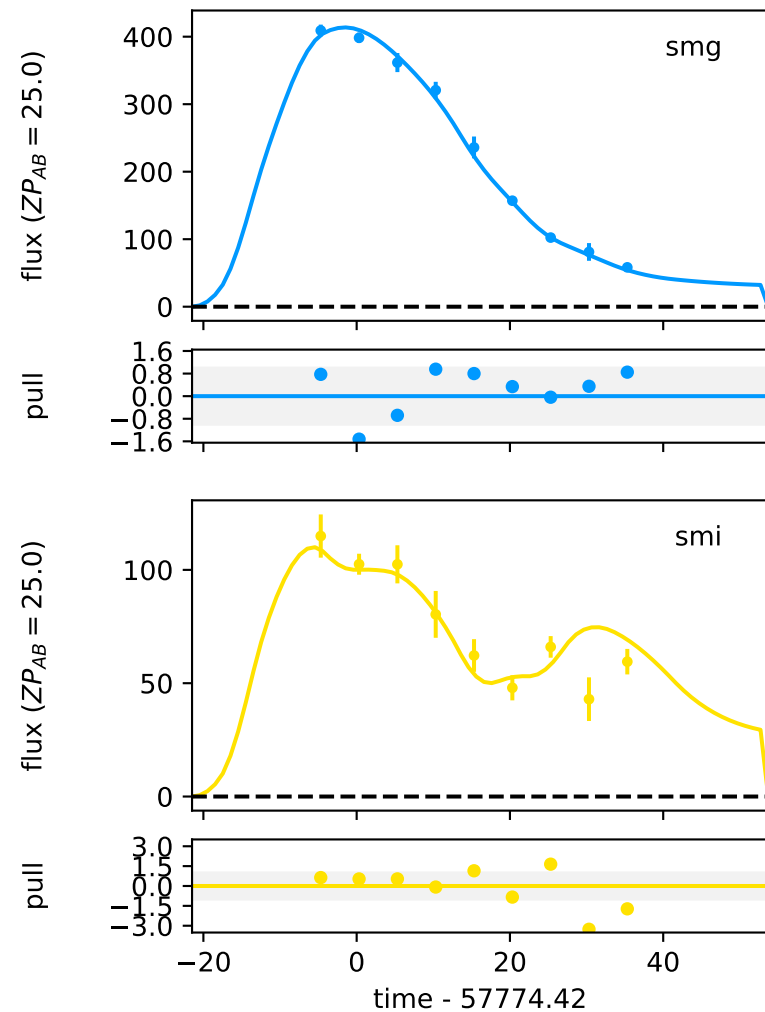 smg
flux (ZP_AB = 25.0)
400
300
200
100
0
pull
1.6
0.8
0.0
−0.8
−1.6
smi
flux (ZP_AB = 25.0)
100
50
0
pull
3.0
1.5
0.0
−1.5
−3.0
−20 0 20 40
time - 57774.42